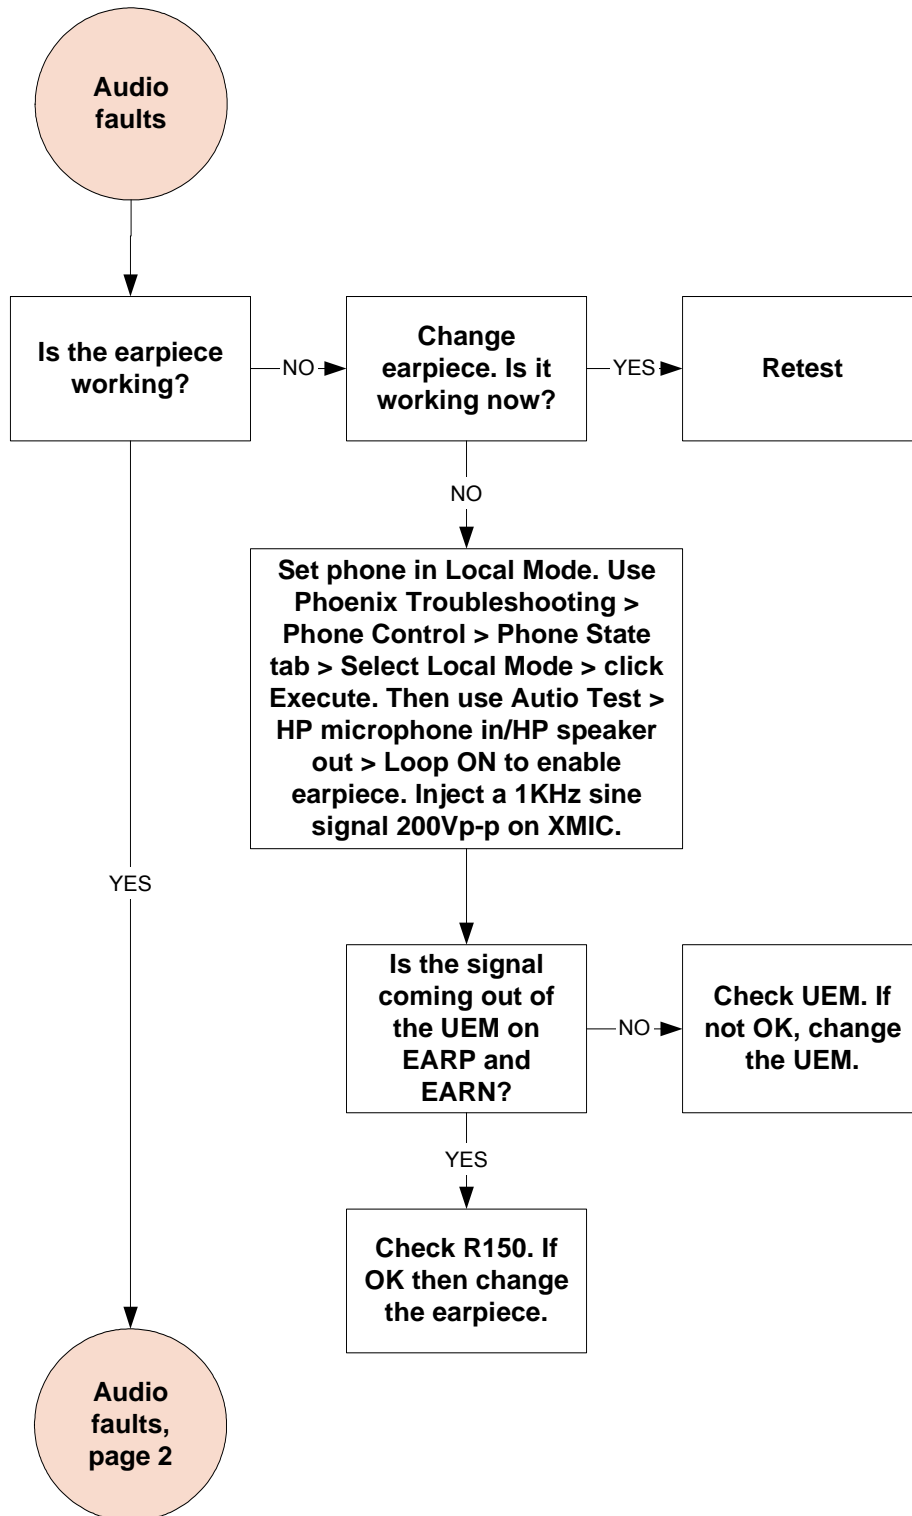 Audio
faults
Is the earpiece
working?
NO
Change
earpiece. Is it
working now?
YES
Retest
NO
Set phone in Local Mode. Use
Phoenix Troubleshooting >
Phone Control > Phone State
tab > Select Local Mode > click
Execute. Then use Autio Test >
HP microphone in/HP speaker
out > Loop ON to enable
earpiece. Inject a 1KHz sine
signal 200Vp-p on XMIC.
YES
Is the signal
coming out of
the UEM on
EARP and
EARN?
NO
Check UEM. If
not OK, change
the UEM.
YES
Check R150. If
OK then change
the earpiece.
Audio
faults,
page 2